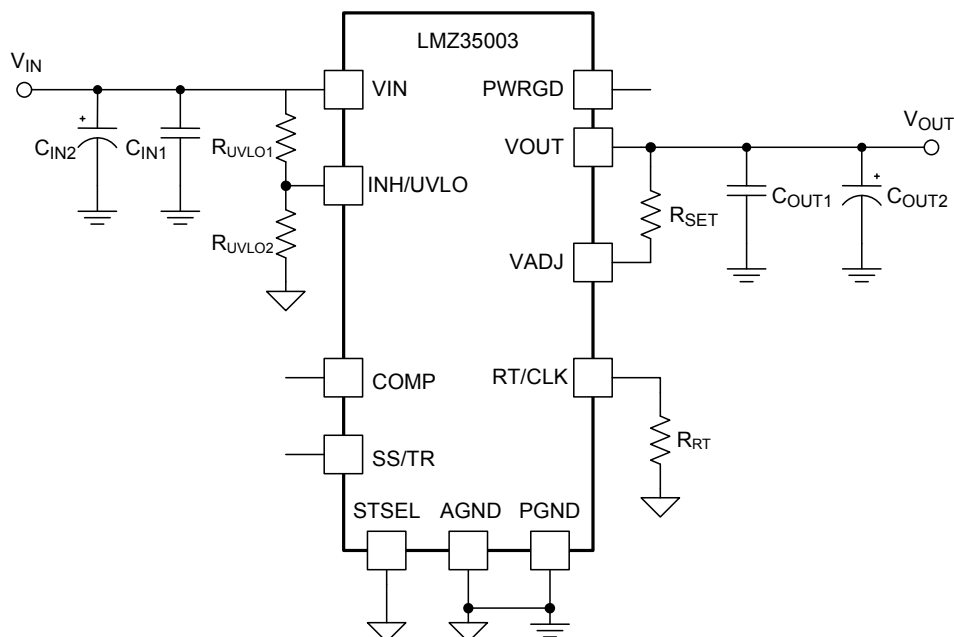 LMZ35003
V_IN
VIN
PWRGD
V_OUT
C_IN2
+
C_IN1
R_UVLO1
INH/UVLO
VOUT
R_UVLO2
R_SET
C_OUT1
+
C_OUT2
VADJ
COMP
RT/CLK
SS/TR
R_RT
STSEL AGND PGND